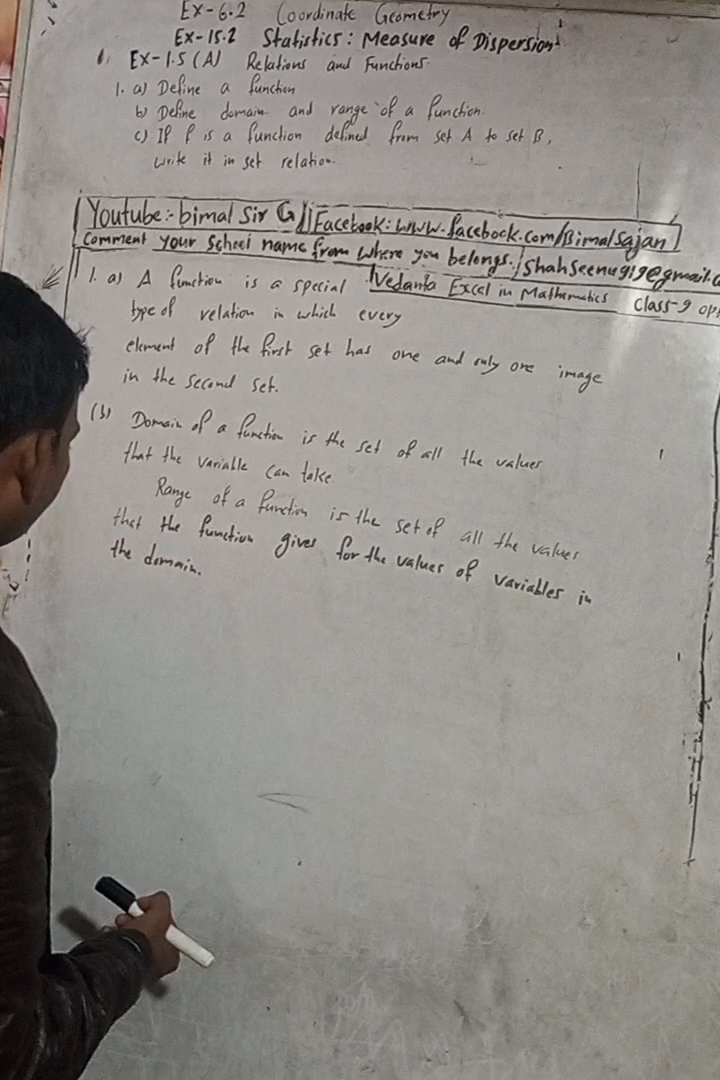 Ex-6.2 Coordinate Geometry
Ex-15.2 Statistics: Measure of Dispersion
1. Ex-1.5 (A) Relations and Functions
1. a) Define a function
b) Define domain and range of a function.
c) If f is a function defined from set A to set B,
write it in set relation.
Youtube:- bimal Sir G || Facebook: www.facebook.com/Bimalsajan
Comment your School name from where you belongs. / Shahseenu919@gmail.c
Vedanta Excel in Mathematics Class-9 opt
1. a) A function is a special
type of relation in which every
element of the first set has one and only one image
in the second set.
(b) Domain of a function is the set of all the values
that the variable can take
Range of a function is the set of all the values
that the function gives for the values of variables in
the domain.